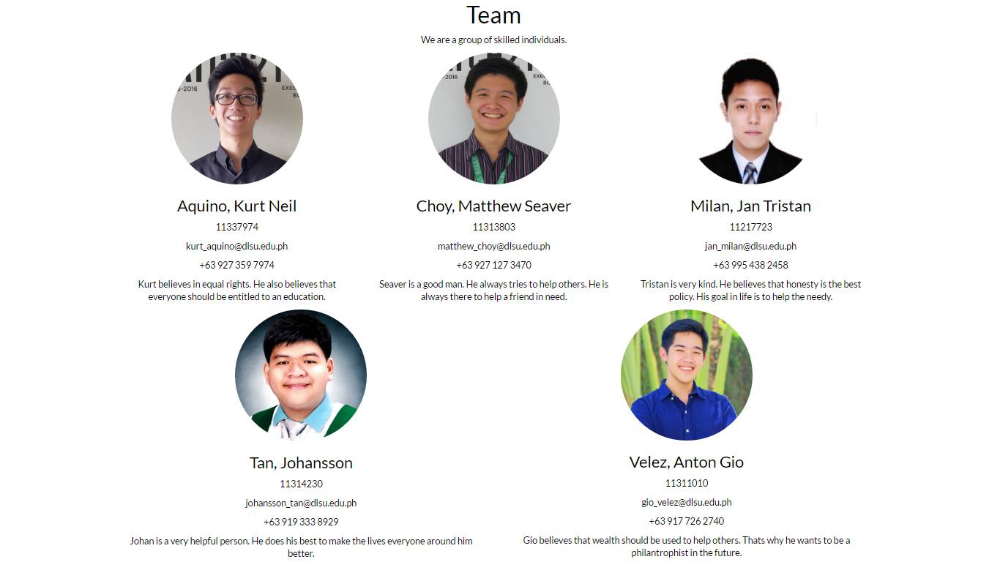 Team
We are a group of skilled individuals.
5-2016
EXEC
BO
-2016
EXE
BC
Aquino, Kurt Neil
11337974
kurt_aquino@dlsu.edu.ph
+63 927 359 7974
Kurt believes in equal rights. He also believes that
everyone should be entitled to an education.
Choy, Matthew Seaver
11313803
matthew_choy@dlsu.edu.ph
+63 927 127 3470
Seaver is a good man. He always tries to help others. He is
always there to help a friend in need.
Milan, Jan Tristan
11217723
jan_milan@dlsu.edu.ph
+63 995 438 2458
Tristan is very kind. He believes that honesty is the best
policy. His goal in life is to help the needy.
Tan, Johansson
11314230
johansson_tan@dlsu.edu.ph
+63 919 333 8929
Johan is a very helpful person. He does his best to make the lives everyone around him
better.
Velez, Anton Gio
11311010
gio_velez@dlsu.edu.ph
+63 917 726 2740
Gio believes that wealth should be used to help others. Thats why he wants to be a
philantrophist in the future.